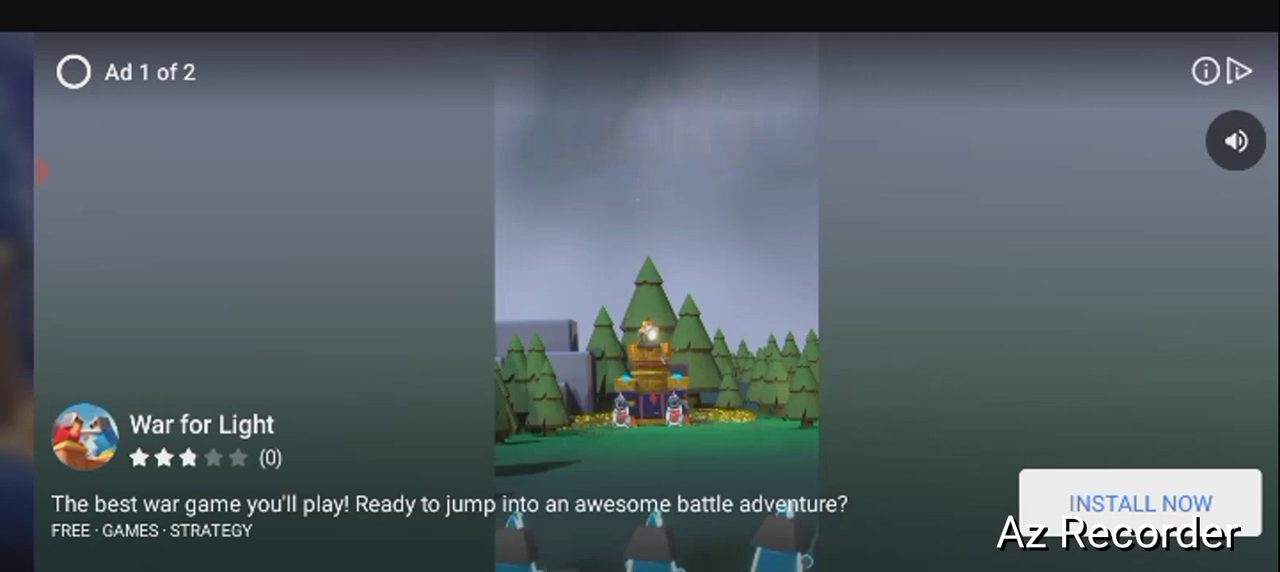 Ad 1 of 2
War for Light
(0)
The best war game you'll play! Ready to jump into an awesome battle adventure?
FREE · GAMES · STRATEGY
INSTALL NOW
Az Recorder